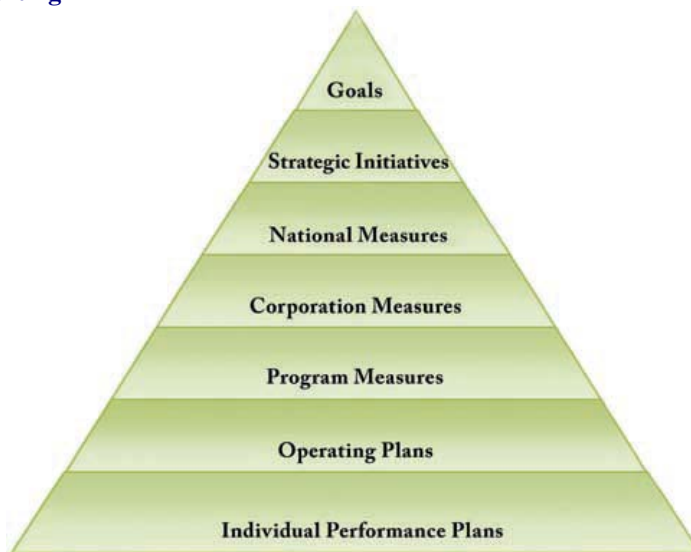 Goals
Strategic Initiatives
National Measures
Corporation Measures
Program Measures
Operating Plans
Individual Performance Plans